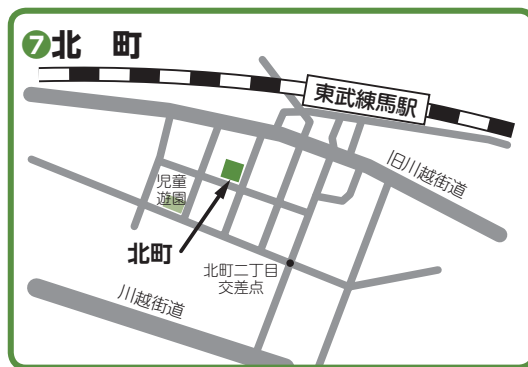 ❼北 町
東武練馬駅
旧川越街道
児童
遊園
北町
北町二丁目
交差点
川越街道